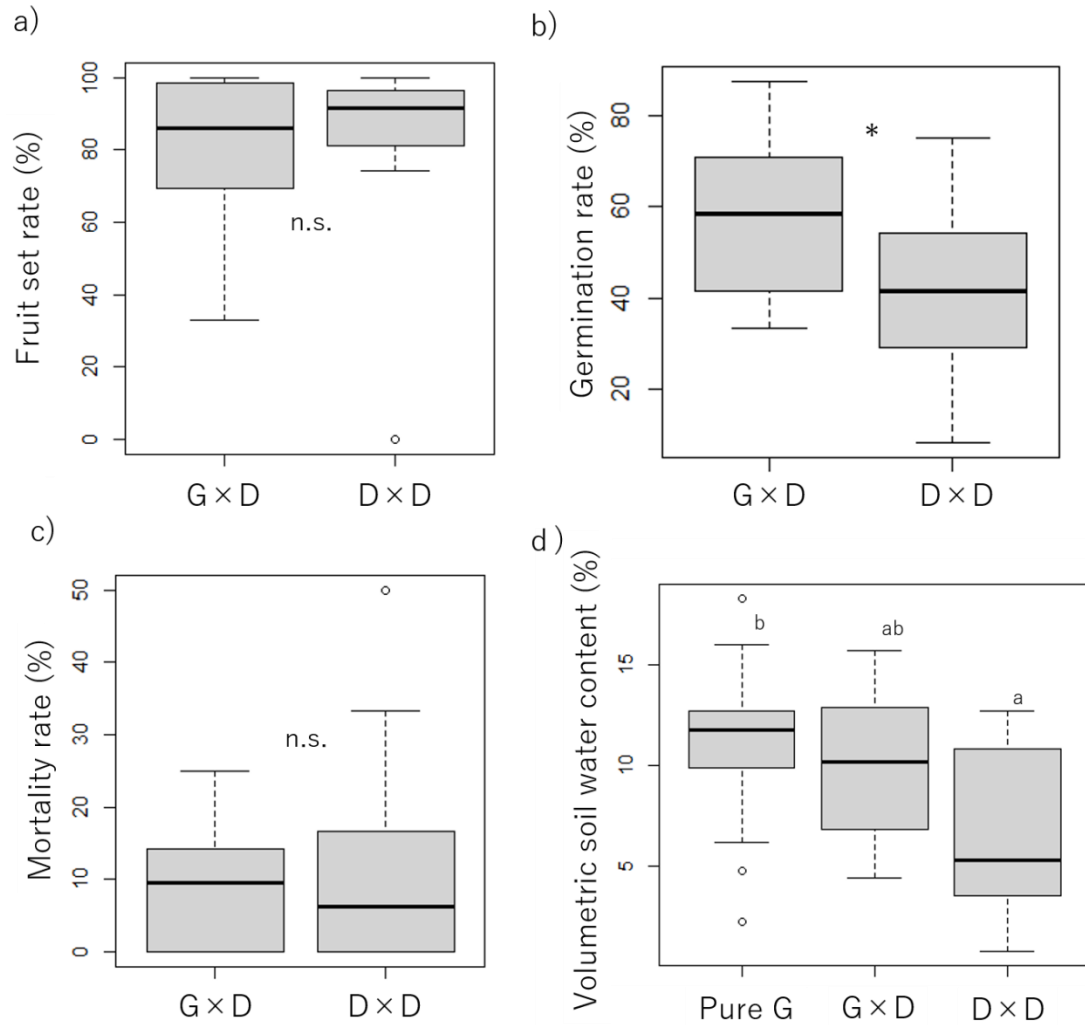 a)
Fruit set rate (%)
100
80
60
40
20
0
n.s.
G×D
D×D
b)
Germination rate (%)
80
60
40
20
*
G×D
D×D
c)
Mortality rate (%)
50
40
30
20
10
0
n.s.
G×D
D×D
d)
Volumetric soil water content (%)
15
10
5
b
ab
a
Pure G
G×D
D×D